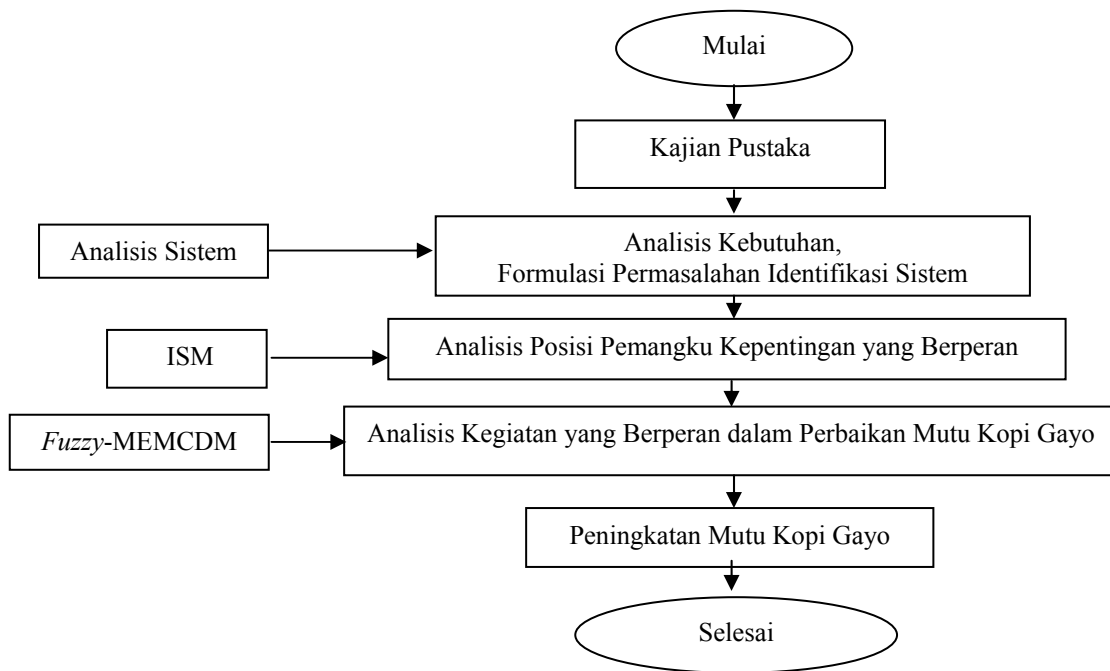 Mulai
Kajian Pustaka
Analisis Sistem
Analisis Kebutuhan,
Formulasi Permasalahan Identifikasi Sistem
ISM
Analisis Posisi Pemangku Kepentingan yang Berperan
Fuzzy-MEMCDM
Analisis Kegiatan yang Berperan dalam Perbaikan Mutu Kopi Gayo
Peningkatan Mutu Kopi Gayo
Selesai